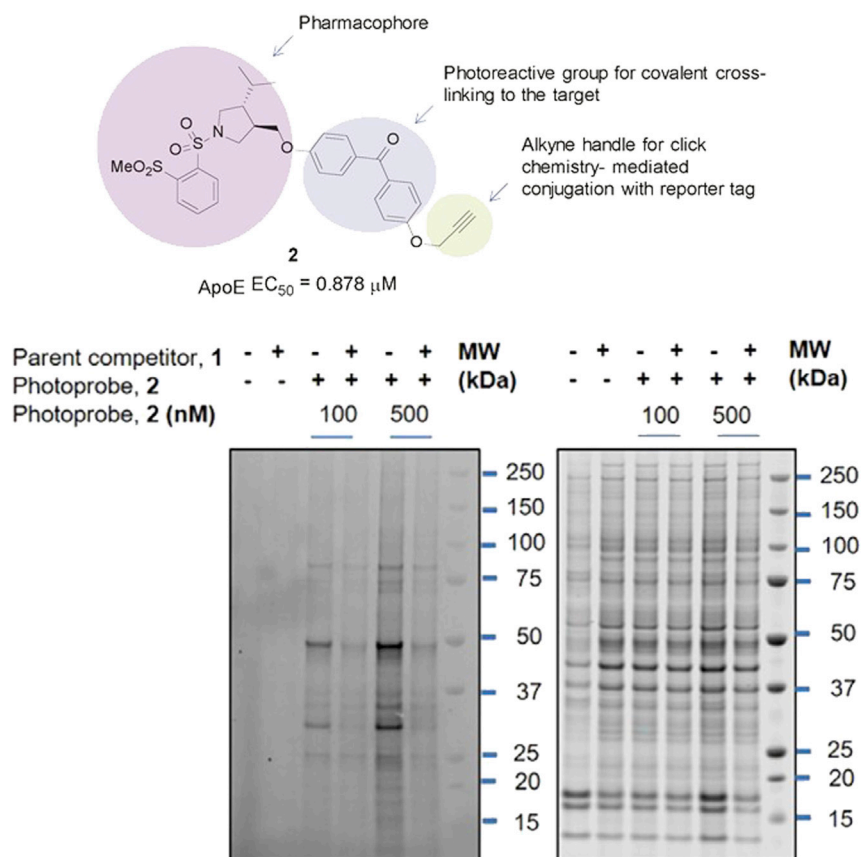 Pharmacophore
Photoreactive group for covalent cross-
linking to the target
Alkyne handle for click
chemistry- mediated
conjugation with reporter tag
O
O
S
N
O
O
MeO₂S
O
2
ApoE EC₅₀ = 0.878 μM
Parent competitor, 1 - + - + - + MW
Photoprobe, 2 - - + + + + (kDa)
Photoprobe, 2 (nM) 100 500
250
150
100
75
50
37
25
20
15
- + - + - + MW
- - + + + + (kDa)
100 500
250
150
100
75
50
37
25
20
15